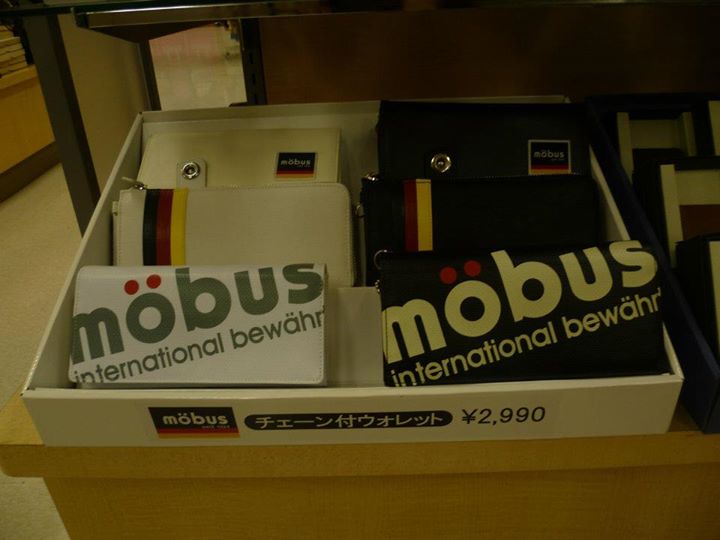 möbus
möbus
möbus
international bewähr
möbus
international bewähr
möbus
チェーン付ウォレット ¥2,990